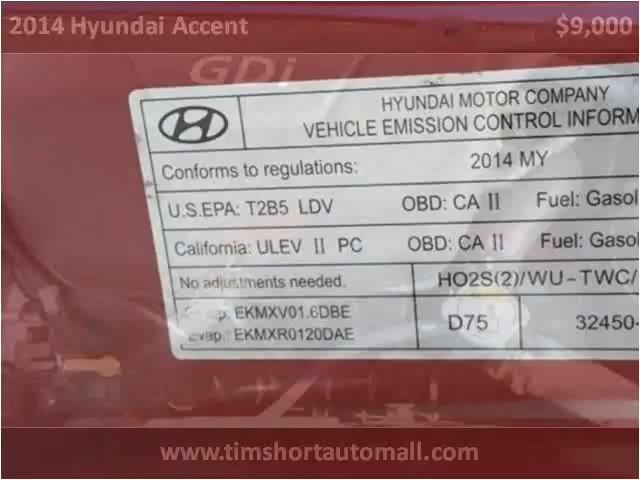 2014 Hyundai Accent $9,000
GDi
HYUNDAI MOTOR COMPANY
VEHICLE EMISSION CONTROL INFORM
Conforms to regulations: 2014 MY
U.S.EPA: T2B5 LDV OBD: CA II Fuel: Gasol
California: ULEV II PC OBD: CA II Fuel: Gasol
No adjustments needed. HO2S(2)/WU-TWC/
EKMXV01.6DBE D75 32450-
Evap.: EKMXR0120DAE
www.timshortautomall.com